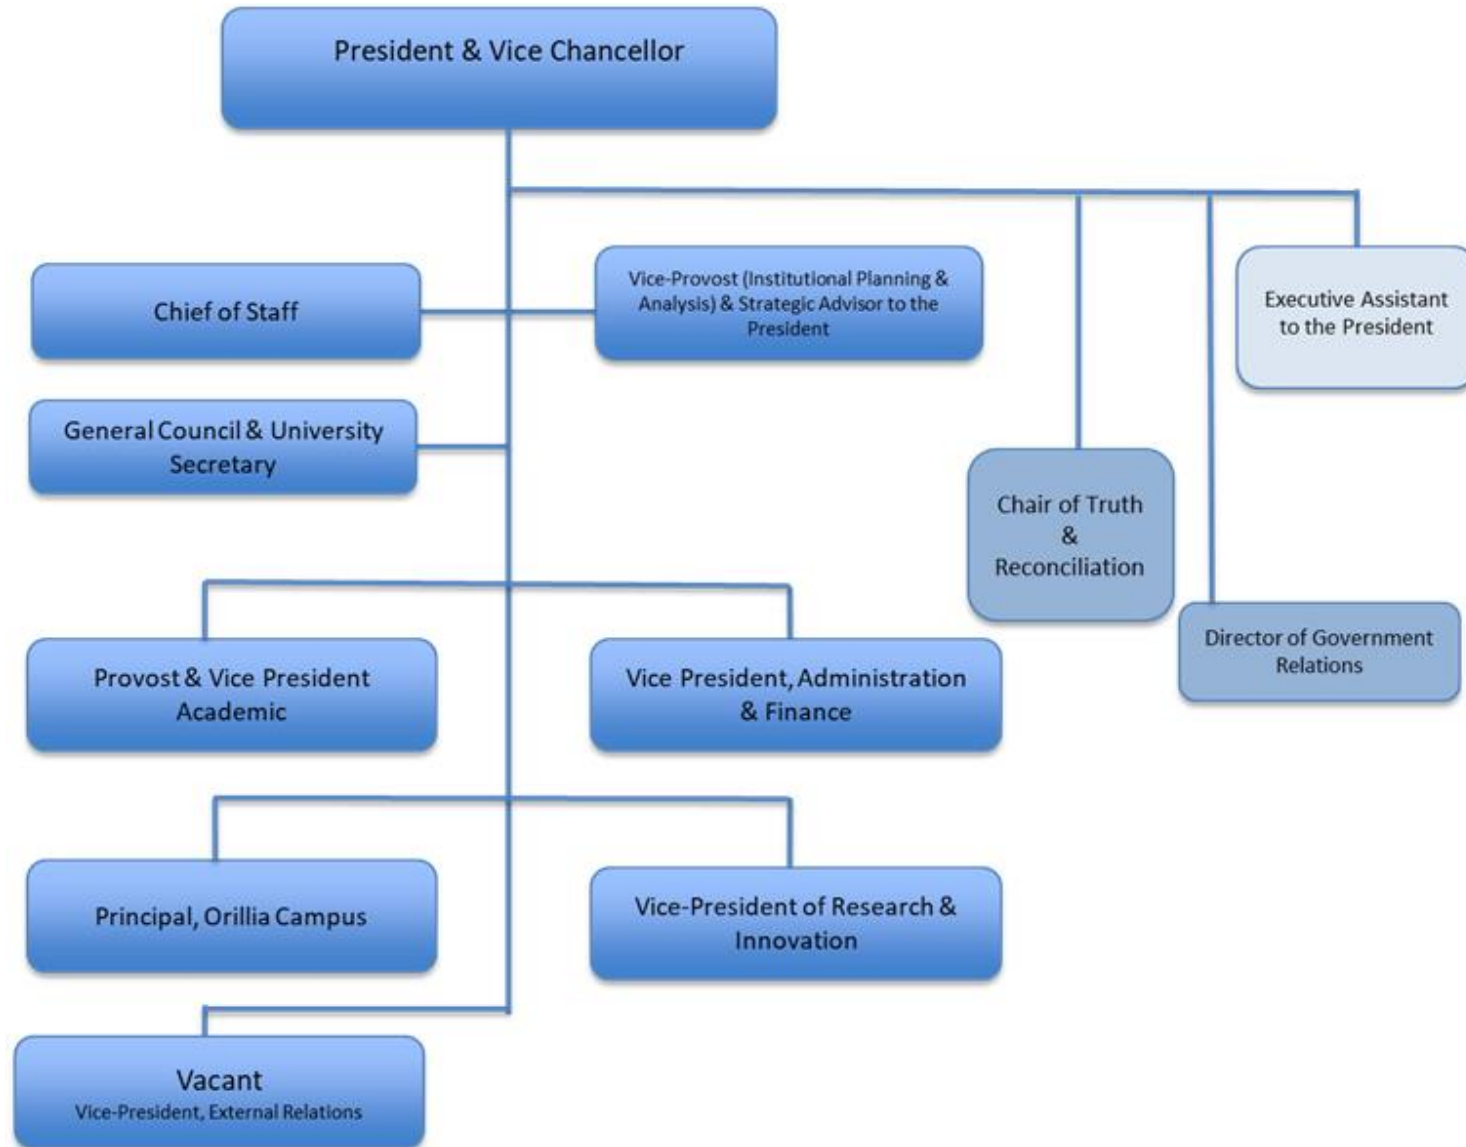 President & Vice Chancellor
Chief of Staff
Vice-Provost (Institutional Planning &
Analysis) & Strategic Advisor to the
President
Executive Assistant
to the President
General Council & University
Secretary
Chair of Truth
&
Reconciliation
Director of Government
Relations
Provost & Vice President
Academic
Vice President, Administration
& Finance
Principal, Orillia Campus
Vice-President of Research &
Innovation
Vacant
Vice-President, External Relations